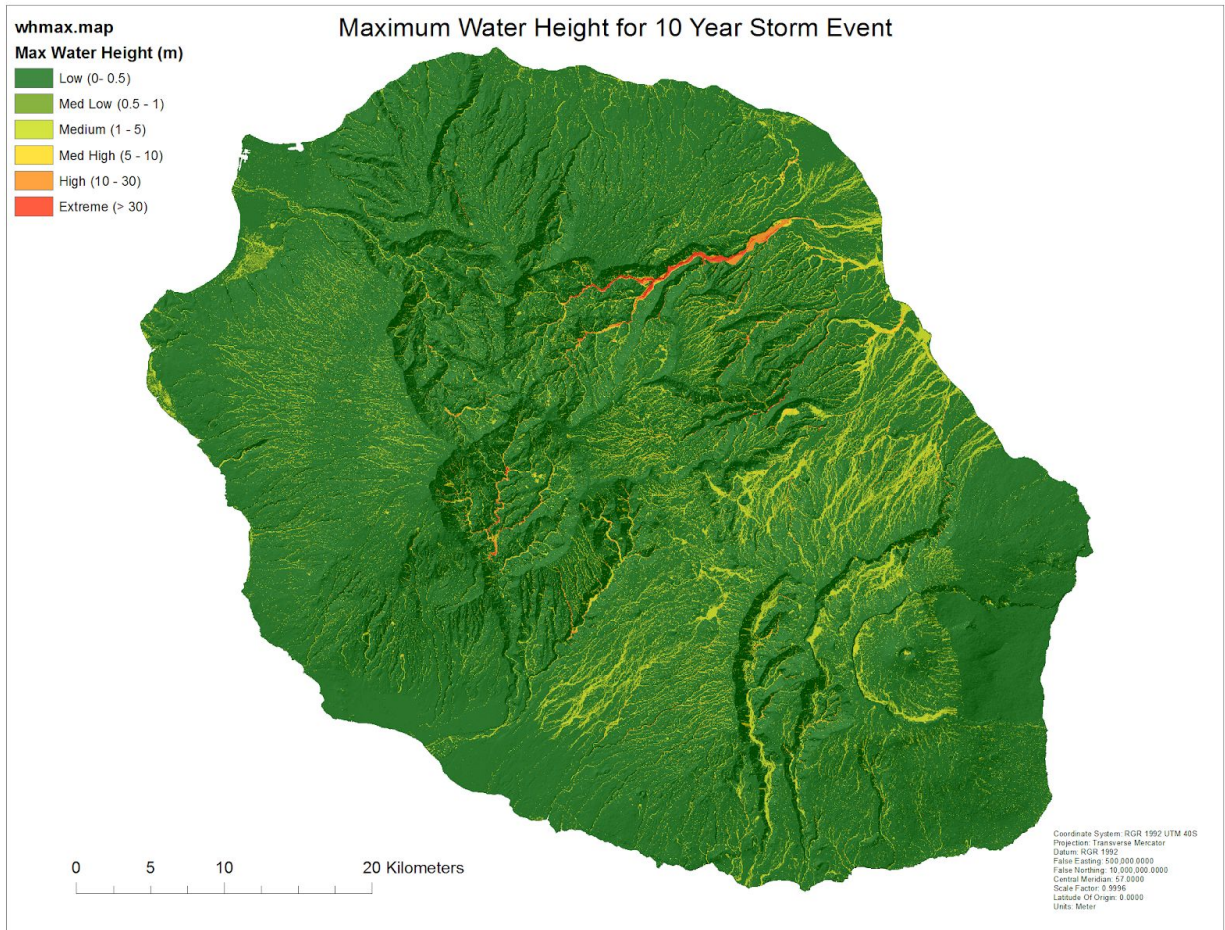 Maximum Water Height for 10 Year Storm Event
whmax.map
Max Water Height (m)
Low (0- 0.5)
Med Low (0.5 - 1)
Medium (1 - 5)
Med High (5 - 10)
High (10 - 30)
Extreme (> 30)
0 5 10 20 Kilometers
Coordinate System: RGR 1992 UTM 40S
Projection: Transverse Mercator
Datum: RGR 1992
False Easting: 500,000.0000
False Northing: 10,000,000.0000
Central Meridian: 57.0000
Scale Factor: 0.9996
Latitude Of Origin: 0.0000
Units: Meter